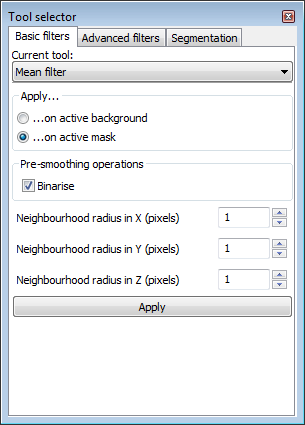 Tool selector
Basic filters Advanced filters Segmentation
Current tool:
Mean filter
Apply...
...on active background
...on active mask
Pre-smoothing operations
Binarise
Neighbourhood radius in X (pixels) 1
Neighbourhood radius in Y (pixels) 1
Neighbourhood radius in Z (pixels) 1
Apply